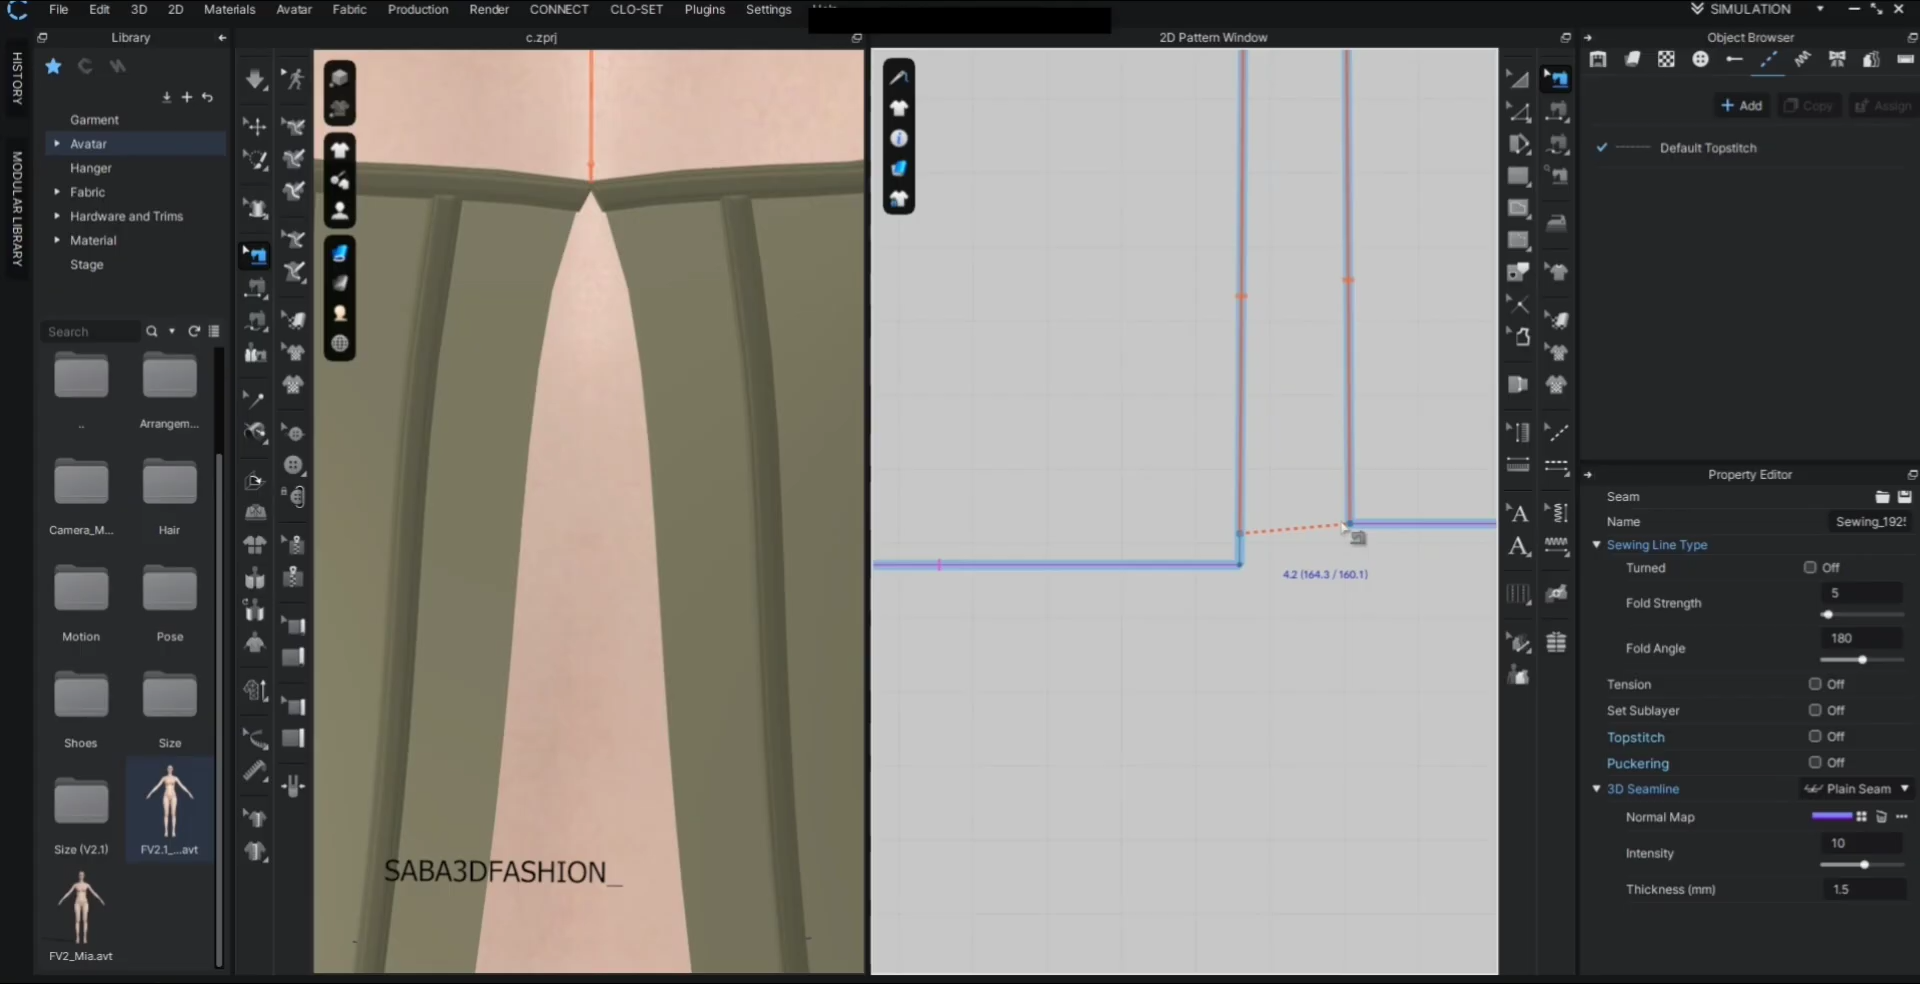 File Edit 3D 2D Materials Avatar Fabric Production Render CONNECT CLO-SET Plugins Settings
SIMULATION
HISTORY
MODULAR LIBRARY
Library
Garment
Avatar
Hanger
Fabric
Hardware and Trims
Material
Stage
Search
..
Arrangem...
Camera_M...
Hair
Motion
Pose
Shoes
Size
Size (V2.1)
FV2.1_...avt
FV2_Mia.avt
c.zprj
SABA3DFASHION_
2D Pattern Window
4.2 (164.3 / 160.1)
Object Browser
+ Add Copy Assign
Default Topstitch
Property Editor
Seam
Name Sewing_192
Sewing Line Type
Turned Off
Fold Strength 5
Fold Angle 180
Tension Off
Set Sublayer Off
Topstitch Off
Puckering Off
3D Seamline Plain Seam
Normal Map
Intensity 10
Thickness (mm) 1.5